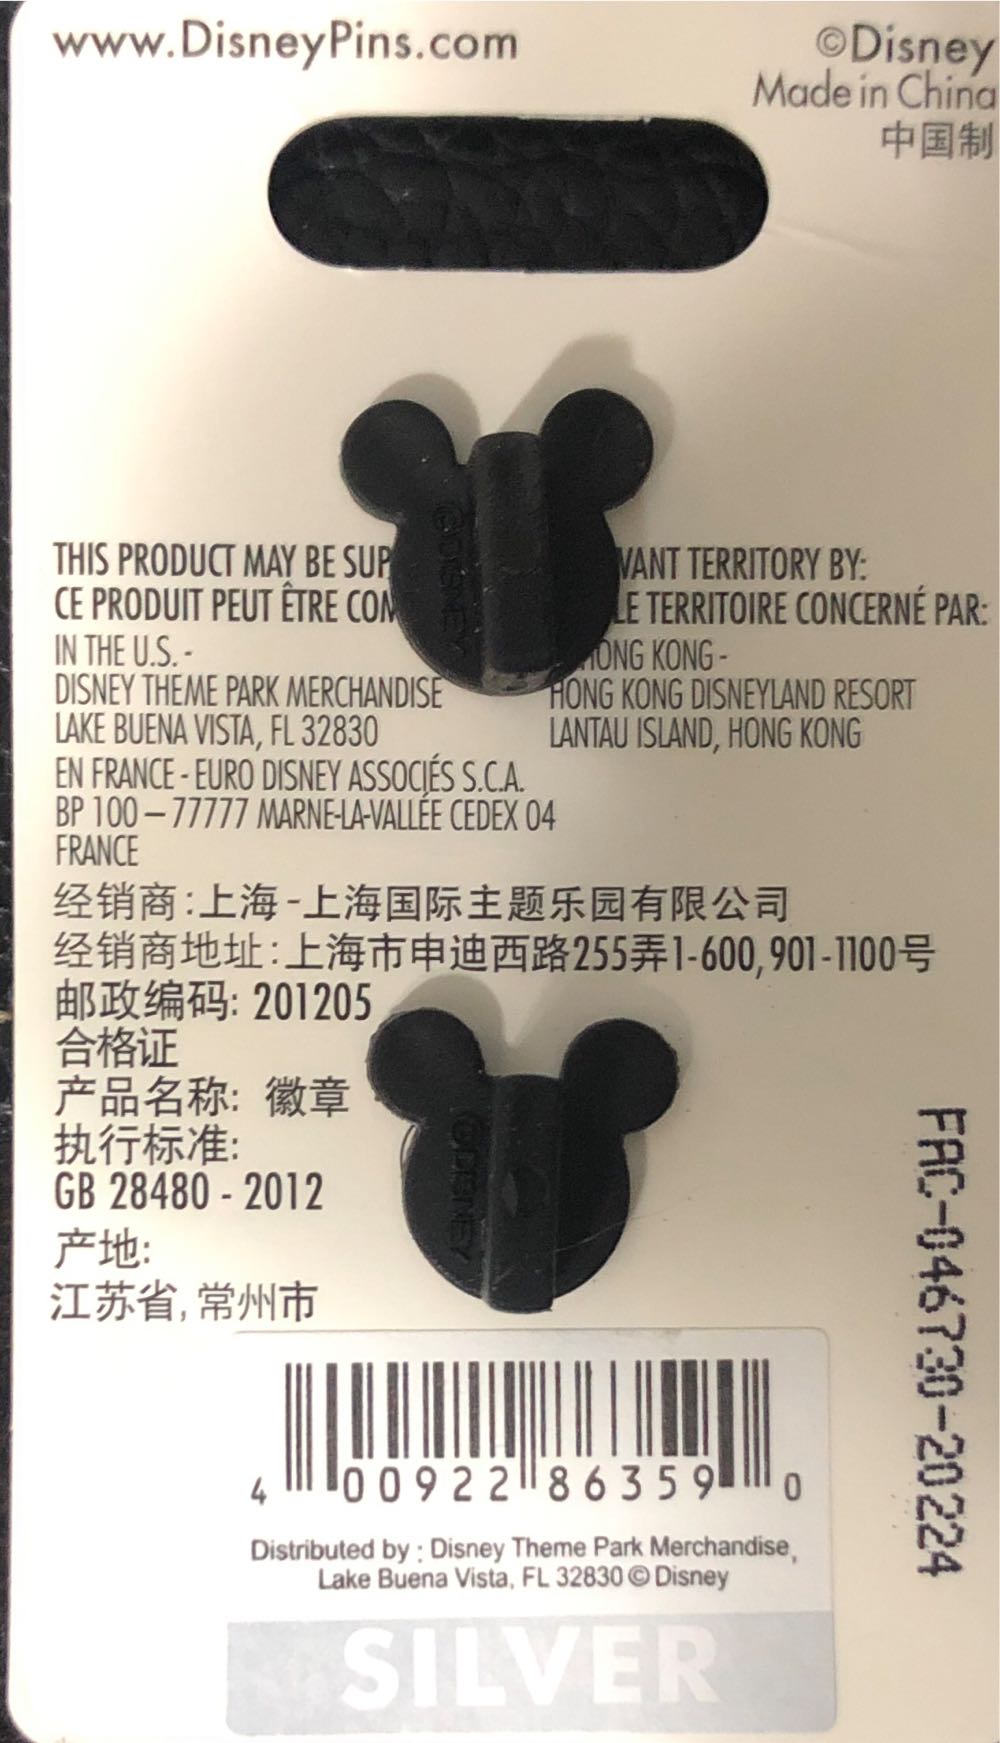 www.DisneyPins.com
©Disney
Made in China
中国制
THIS PRODUCT MAY BE SUP VANT TERRITORY BY:
CE PRODUIT PEUT ÊTRE COM LE TERRITOIRE CONCERNÉ PAR:
IN THE U.S. -
DISNEY THEME PARK MERCHANDISE
LAKE BUENA VISTA, FL 32830
HONG KONG -
HONG KONG DISNEYLAND RESORT
LANTAU ISLAND, HONG KONG
EN FRANCE - EURO DISNEY ASSOCIÉS S.C.A.
BP 100 – 77777 MARNE-LA-VALLÉE CEDEX 04
FRANCE
©DISNEY
经销商:上海-上海国际主题乐园有限公司
经销商地址:上海市申迪西路255弄1-600,901-1100号
邮政编码: 201205
合格证
产品名称: 徽章
执行标准:
GB 28480 - 2012
产地:
江苏省,常州市
©DISNEY
FAC-046730-20224
4 00922 86359 0
Distributed by : Disney Theme Park Merchandise,
Lake Buena Vista, FL 32830 © Disney
SILVER